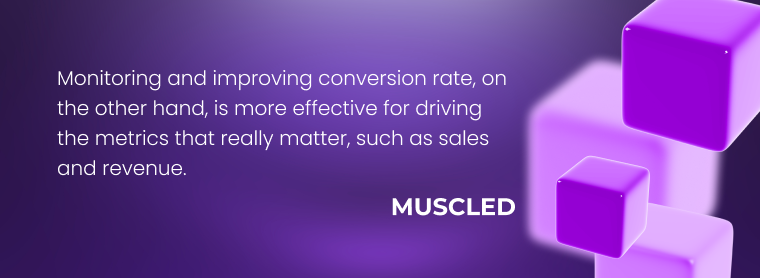 Monitoring and improving conversion rate, on
the other hand, is more effective for driving
the metrics that really matter, such as sales
and revenue.
MUSCLED